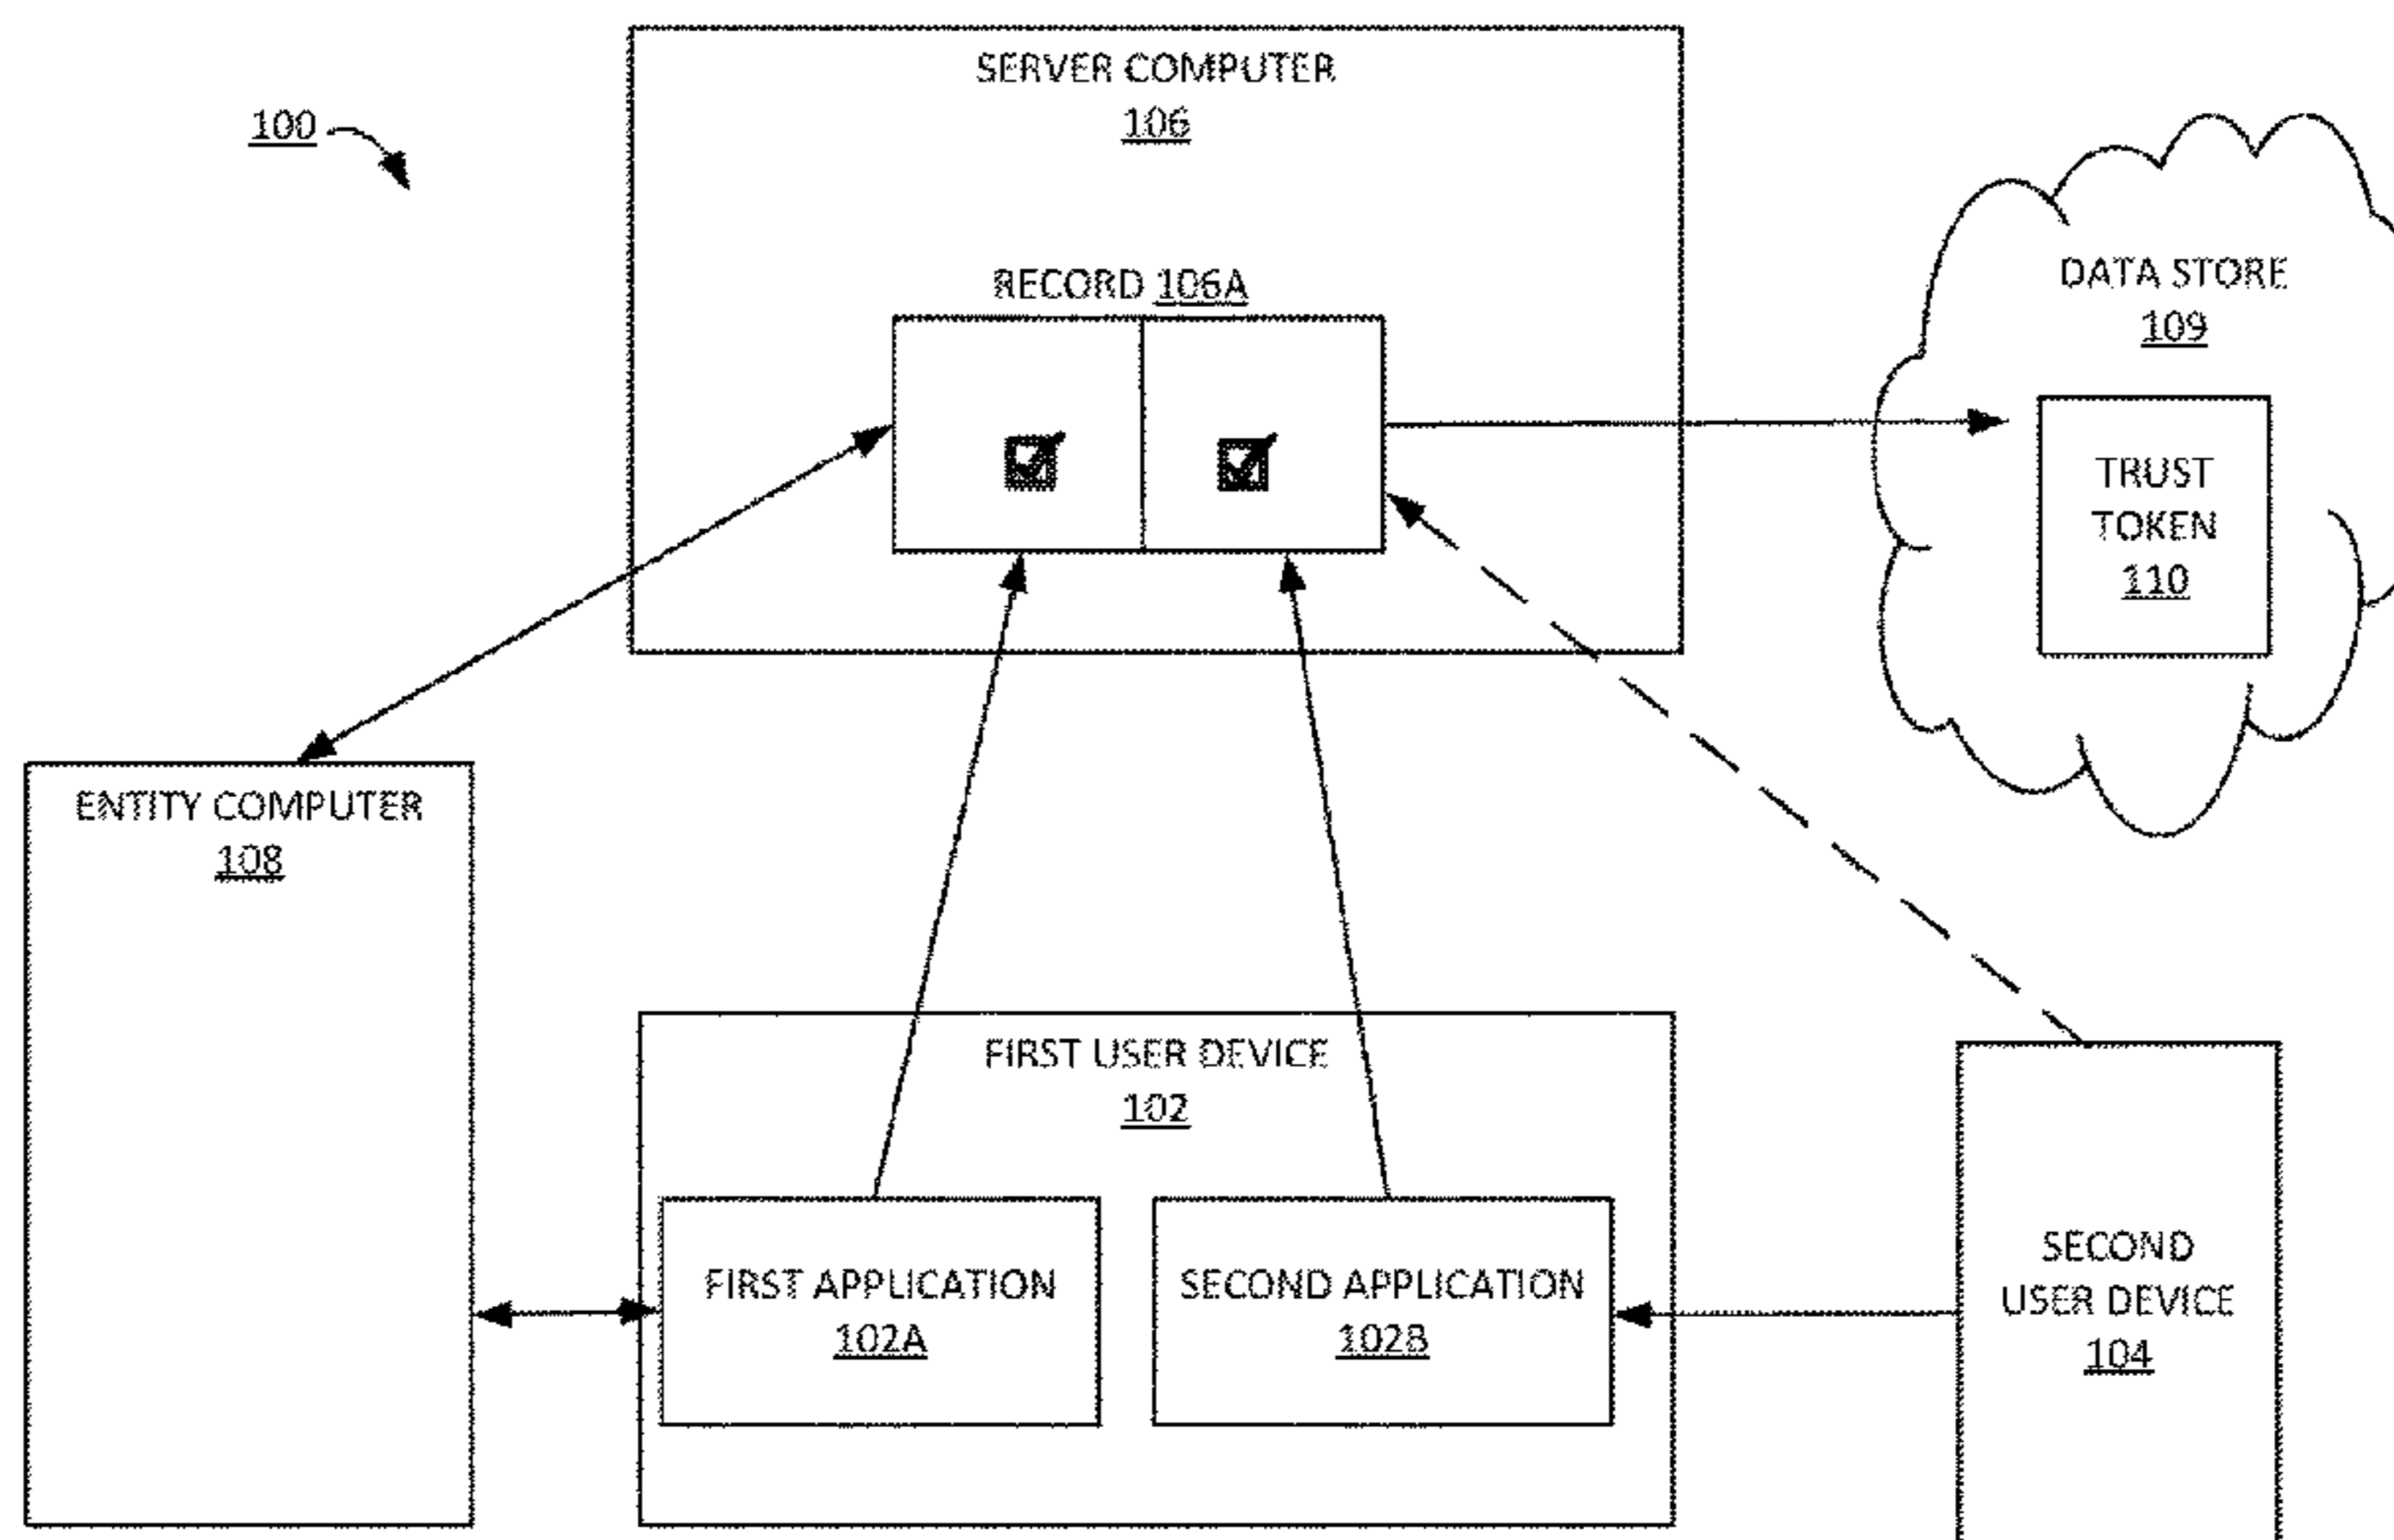 SERVER COMPUTER
106
100
RECORD 106A
DATA STORE
109
TRUST
TOKEN
110
ENTITY COMPUTER
108
FIRST USER DEVICE
102
FIRST APPLICATION
102A
SECOND APPLICATION
102B
SECOND
USER DEVICE
104